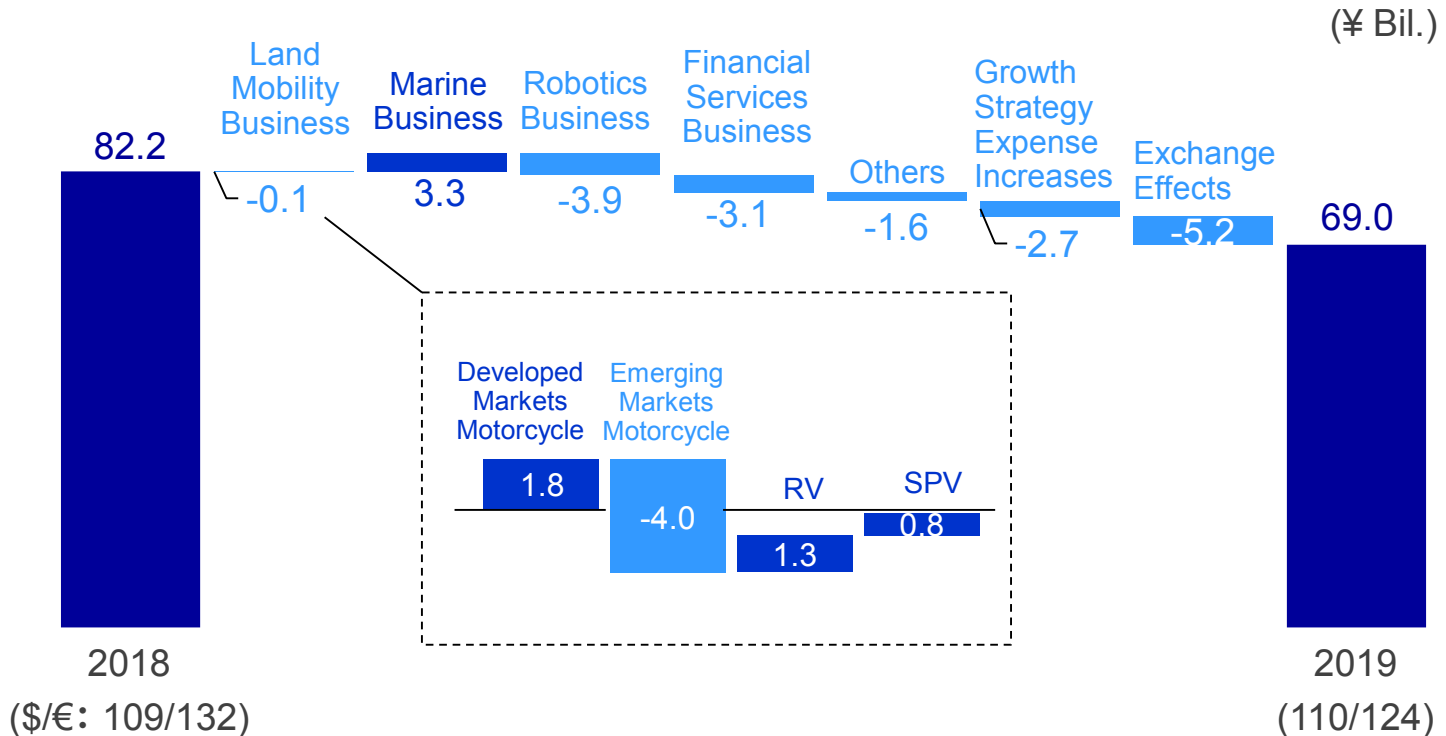 (¥ Bil.)
82.2
Land
Mobility
Business
-0.1
Marine
Business
3.3
Robotics
Business
-3.9
Financial
Services
Business
-3.1
Others
-1.6
Growth
Strategy
Expense
Increases
-2.7
Exchange
Effects
-5.2
69.0
Developed
Markets
Motorcycle
1.8
Emerging
Markets
Motorcycle
-4.0
RV
1.3
SPV
0.8
2018
($/€: 109/132)
2019
(110/124)